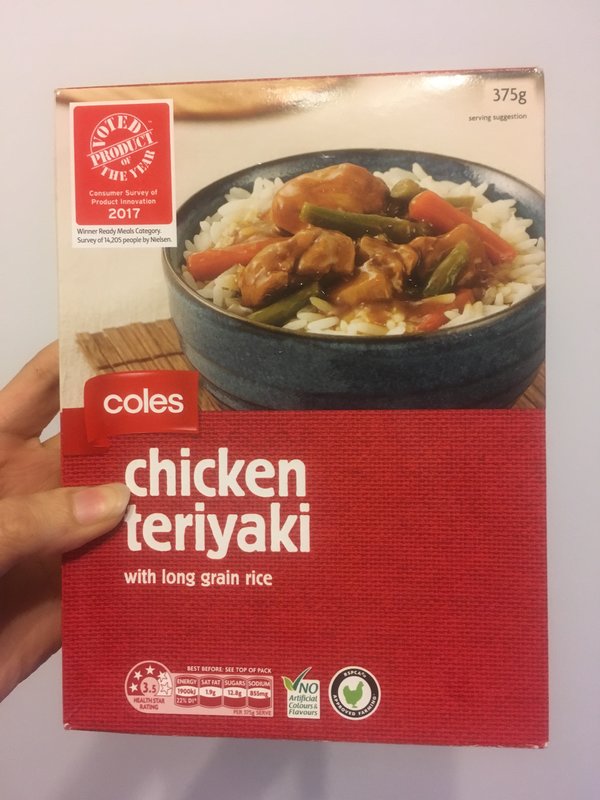 375g
serving suggestion
VOTED
PRODUCT
OF
THE YEAR
Consumer Survey of
Product Innovation
2017
Winner Ready Meals Category.
Survey of 14,205 people by Nielsen.
coles
chicken
teriyaki
with long grain rice
BEST BEFORE: SEE TOP OF PACK
3.5
HEALTH STAR
RATING
ENERGY SAT FAT SUGARS SODIUM
1900kJ 1.9g 12.8g 855mg
22% DI*
PER 375g SERVE
NO
Artificial
Colours &
Flavours
RSPCA's
APPROVED FARMING